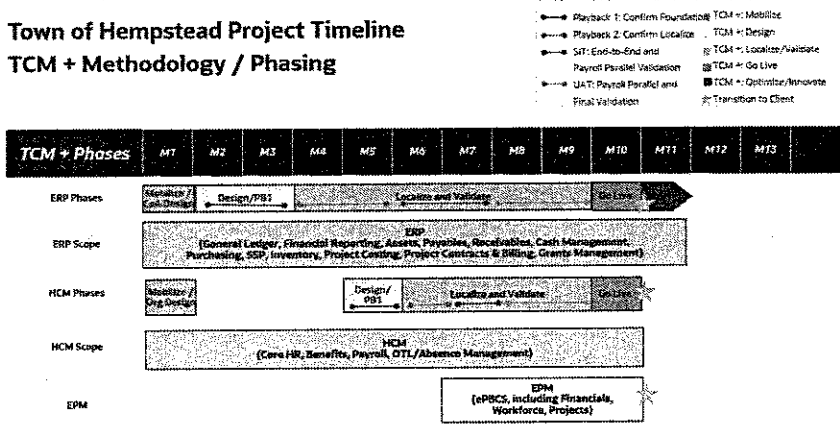 Town of Hempstead Project Timeline
TCM + Methodology / Phasing
Playback 1: Confirm Foundation
TCM +: Mobilize
Playback 2: Confirm Localize
TCM +: Design
SIT: End-to-End and
TCM +: Localize/Validate
Payroll Parallel Validation
TCM +: Go Live
UAT: Payroll Parallel and
TCM +: Optimize/Innovate
Final Validation
Transition to Client
TCM + Phases M1 M2 M3 M4 M5 M6 M7 M8 M9 M10 M11 M12 M13
ERP Phases
Mobilize /
Design/PB1
Localize and Validate
Go Live
ERP Scope
ERP
(General Ledger, Financial Reporting, Assets, Payables, Receivables, Cash Management,
Purchasing, SSP, Inventory, Project Costing, Project Contracts & Billing, Grants Management)
HCM Phases
Mobilize /
Org Design
Design/
PB1
Localize and Validate
Go Live
HCM Scope
HCM
(Core HR, Benefits, Payroll, OTL/Absence Management)
EPM
EPM
(ePBCS, including Financials,
Workforce, Projects)